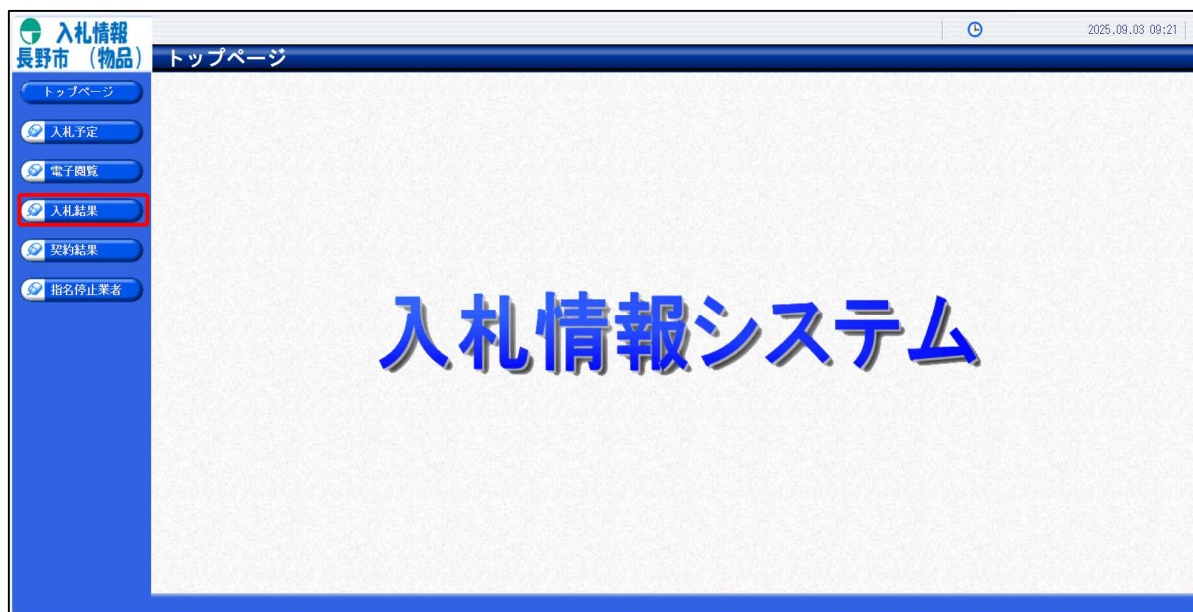 入札情報
長野市 （物品）
2025.09.03 09:21
トップページ
トップページ
入札予定
電子閲覧
入札結果
契約結果
指名停止業者
入札情報システム